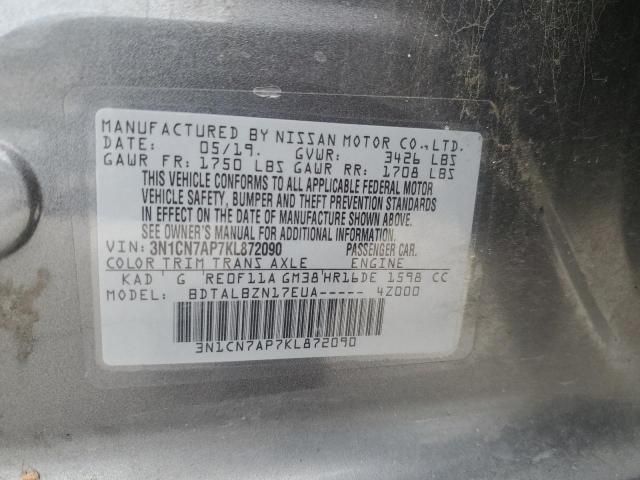 MANUFACTURED BY NISSAN MOTOR CO.,LTD.
DATE: 05/19. GVWR: 3426 LBS
GAWR FR: 1750 LBS GAWR RR: 1708 LBS
THIS VEHICLE CONFORMS TO ALL APPLICABLE FEDERAL MOTOR
VEHICLE SAFETY, BUMPER AND THEFT PREVENTION STANDARDS
IN EFFECT ON THE DATE OF MANUFACTURE SHOWN ABOVE.
SEE OWNER'S MANUAL FOR ADDITIONAL INFORMATION.
VIN: 3N1CN7AP7KL872090 PASSENGER CAR.
COLOR TRIM TRANS AXLE ENGINE
KAD G RE0F11A GM38 HR16DE 1598 CC
MODEL: BDTALBZN17EUA----- 4Z000
3N1CN7AP7KL872090